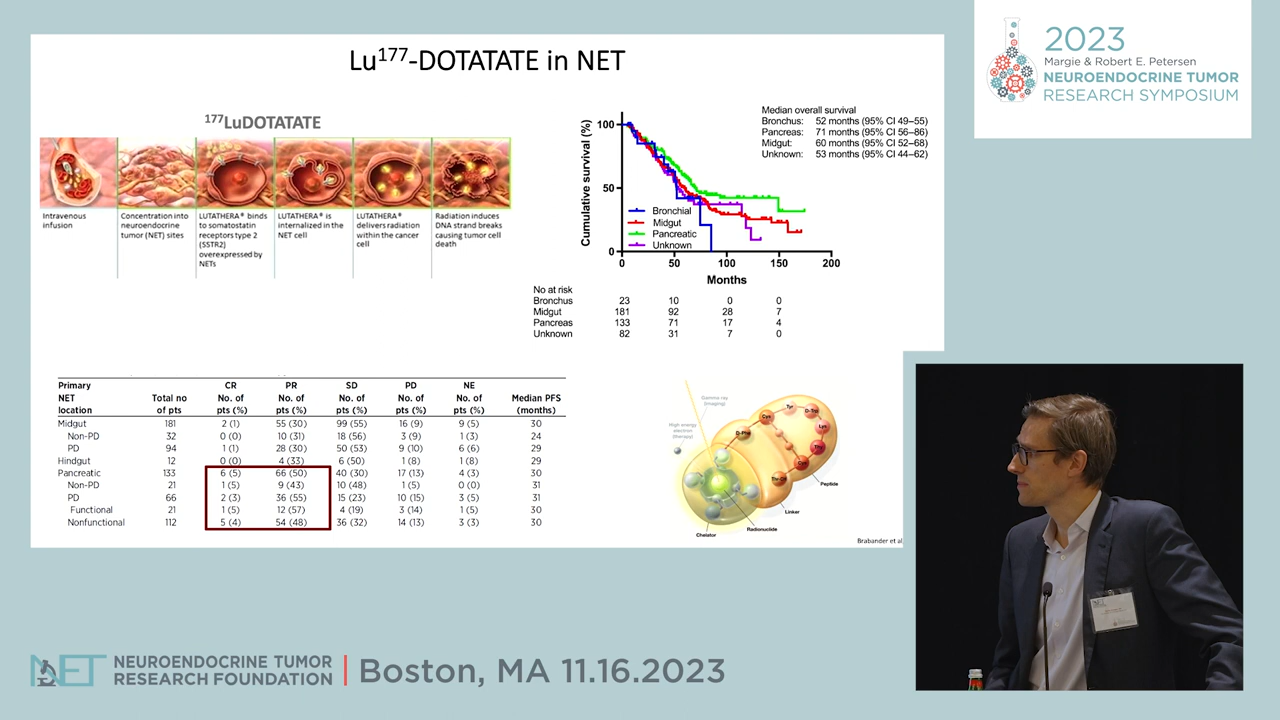 Lu177-DOTATATE in NET
177LuDOTATATE
Intravenous
infusion
Concentration into
neuroendocrine
tumor (NET) sites
LUTATHERA® binds
to somatostatin
receptors type 2
(SSTR2)
overexpressed by
NETs
LUTATHERA® is
internalized in the
NET cell
LUTATHERA®
delivers radiation
within the cancer
cell
Radiation induces
DNA strand breaks
causing tumor cell
death
Median overall survival
Bronchus: 52 months (95% CI 49–55)
Pancreas: 71 months (95% CI 56–86)
Midgut: 60 months (95% CI 52–68)
Unknown: 53 months (95% CI 44–62)
Cumulative survival (%)
100
50
0
Bronchial
Midgut
Pancreatic
Unknown
0 50 100 150 200
Months
No at risk
Bronchus 23 10 0 0
Midgut 181 92 28 7
Pancreas 133 71 17 4
Unknown 82 31 7 0
Primary CR PR SD PD NE
NET Total no No. of No. of No. of No. of No. of Median PFS
location of pts pts (%) pts (%) pts (%) pts (%) pts (%) (months)
Midgut 181 2 (1) 55 (30) 99 (55) 16 (9) 9 (5) 30
Non-PD 32 0 (0) 10 (31) 18 (56) 3 (9) 1 (3) 24
PD 94 1 (1) 28 (30) 50 (53) 9 (10) 6 (6) 29
Hindgut 12 0 (0) 4 (33) 6 (50) 1 (8) 1 (8) 29
Pancreatic 133 6 (5) 66 (50) 40 (30) 17 (13) 4 (3) 30
Non-PD 21 1 (5) 9 (43) 10 (48) 1 (5) 0 (0) 31
PD 66 2 (3) 36 (55) 15 (23) 10 (15) 3 (5) 31
Functional 21 1 (5) 12 (57) 4 (19) 3 (14) 1 (5) 30
Nonfunctional 112 5 (4) 54 (48) 36 (32) 14 (13) 3 (3) 30
Gamma ray
(imaging)
High energy
electron
(therapy)
D-Phe
Cys
Tyr
D-Trp
Lys
Thr
Cys
Peptide
Linker
Radionuclide
Chelator
Brabander et al.
2023
Margie & Robert E. Petersen
NEUROENDOCRINE TUMOR
RESEARCH SYMPOSIUM
NET
NEUROENDOCRINE TUMOR
RESEARCH FOUNDATION
Boston, MA 11.16.2023